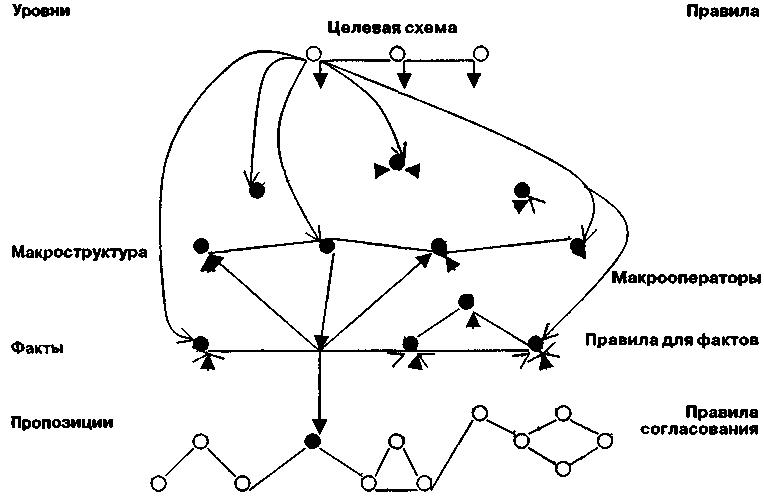 Уровни
Правила
Целевая схема
Макроструктура
Макрооператоры
Факты
Правила для фактов
Пропозиции
Правила
согласования